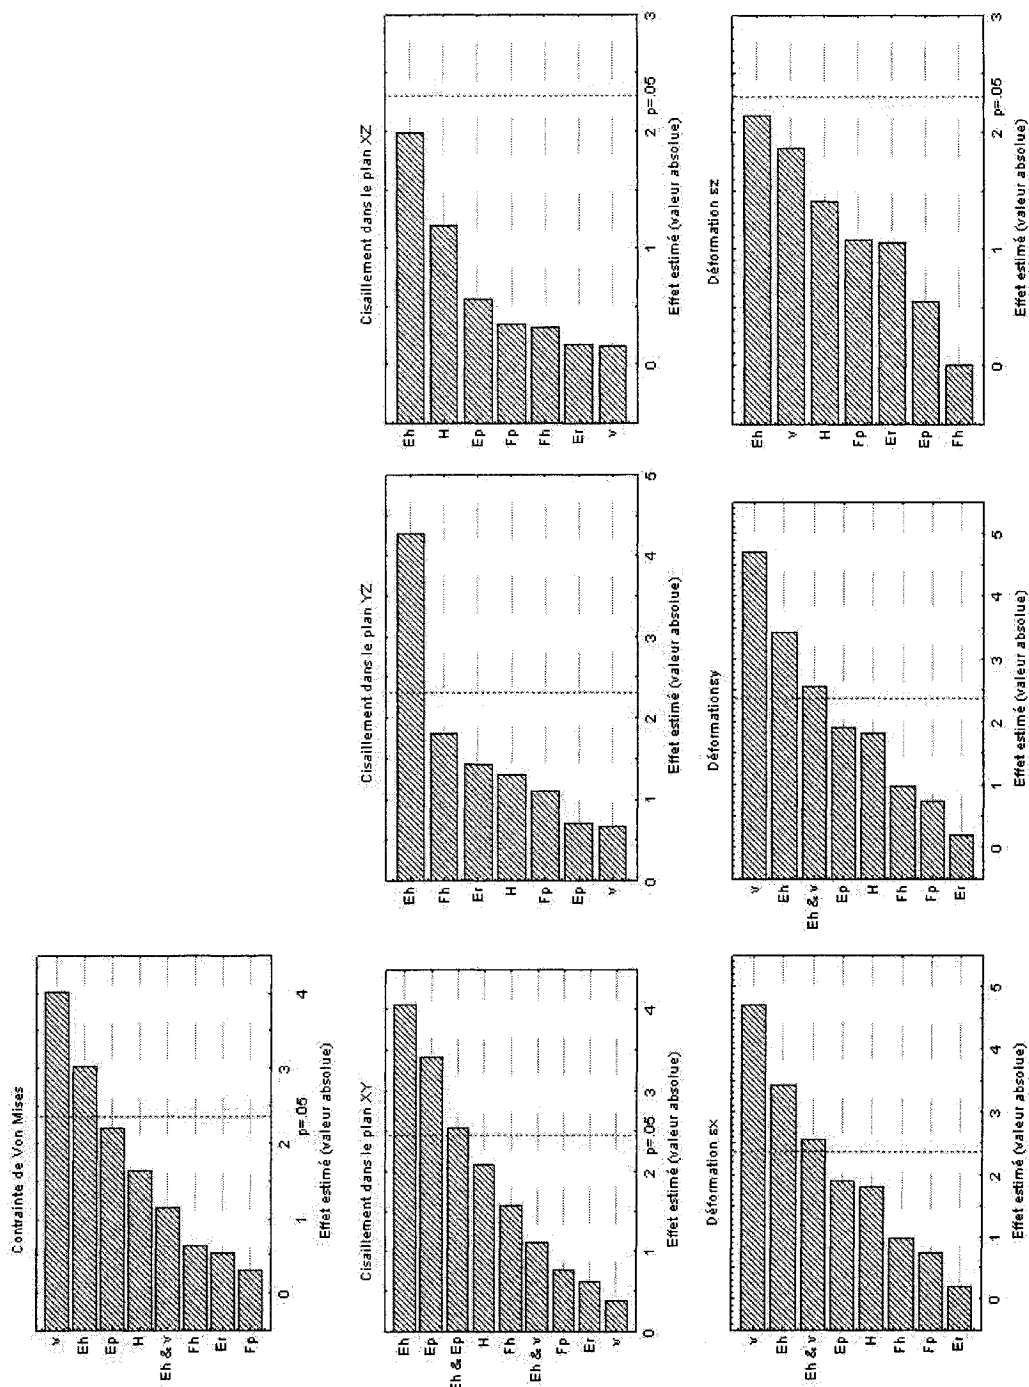 Contrainte de Von Mises
v
Eh
Ep
H
Eh & v
Fh
Er
Fp
0 1 2 3 4
p=.05
Effet estimé (valeur absolue)
Cisaillement dans le plan XY
Eh
Ep
Eh & Ep
H
Fh
Eh & v
Fp
Er
v
0 1 2 3 4
p=.05
Effet estimé (valeur absolue)
Cisaillement dans le plan YZ
Eh
Fh
Er
H
Fp
Ep
v
0 1 2 3 4 5
Effet estimé (valeur absolue)
Cisaillement dans le plan XZ
Eh
H
Ep
Fp
Fh
Er
v
0 1 2 3
p=.05
Effet estimé (valeur absolue)
Déformation εx
v
Eh
Eh & v
Ep
H
Fh
Fp
Er
0 1 2 3 4 5
Effet estimé (valeur absolue)
Déformationεy
v
Eh
Eh & v
Ep
H
Fh
Fp
Er
0 1 2 3 4 5
Effet estimé (valeur absolue)
Déformation εz
Eh
v
H
Fp
Er
Ep
Fh
0 1 2 3
p=.05
Effet estimé (valeur absolue)